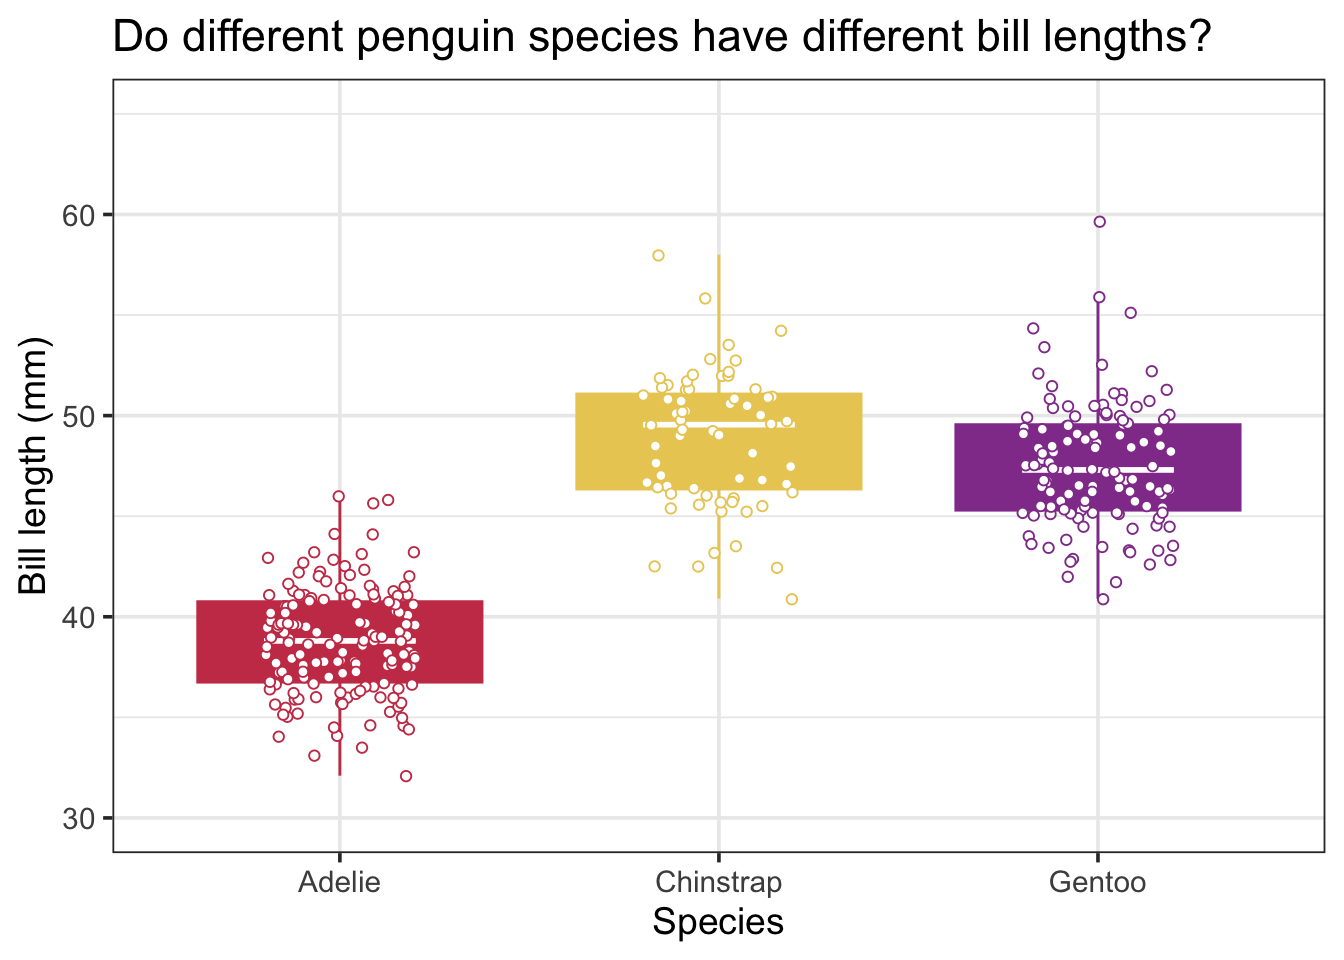 Do different penguin species have different bill lengths?
Bill length (mm)
60
50
40
30
Adelie
Chinstrap
Gentoo
Species